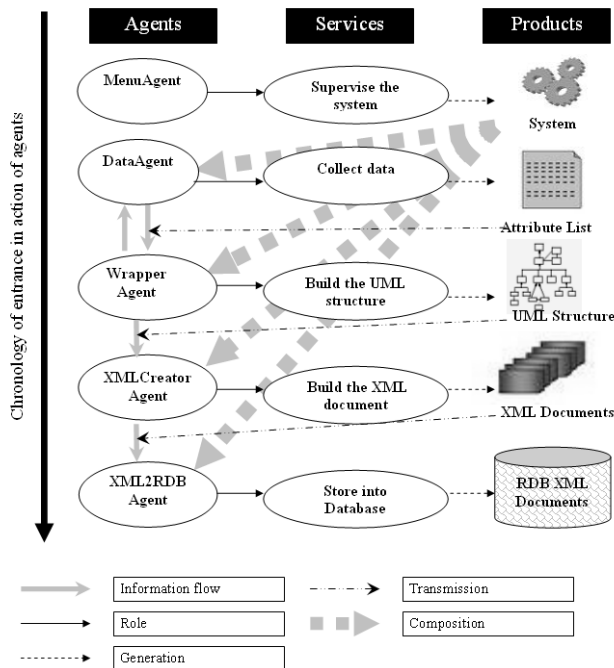 Agents
Services
Products
Chronology of entrance in action of agents
MenuAgent
Supervise the
system
System
DataAgent
Collect data
Attribute List
Wrapper
Agent
Build the UML
structure
UML Structure
XMLCreator
Agent
Build the XML
document
XML Documents
XML2RDB
Agent
Store into
Database
RDB XML
Documents
Information flow
Transmission
Role
Composition
Generation